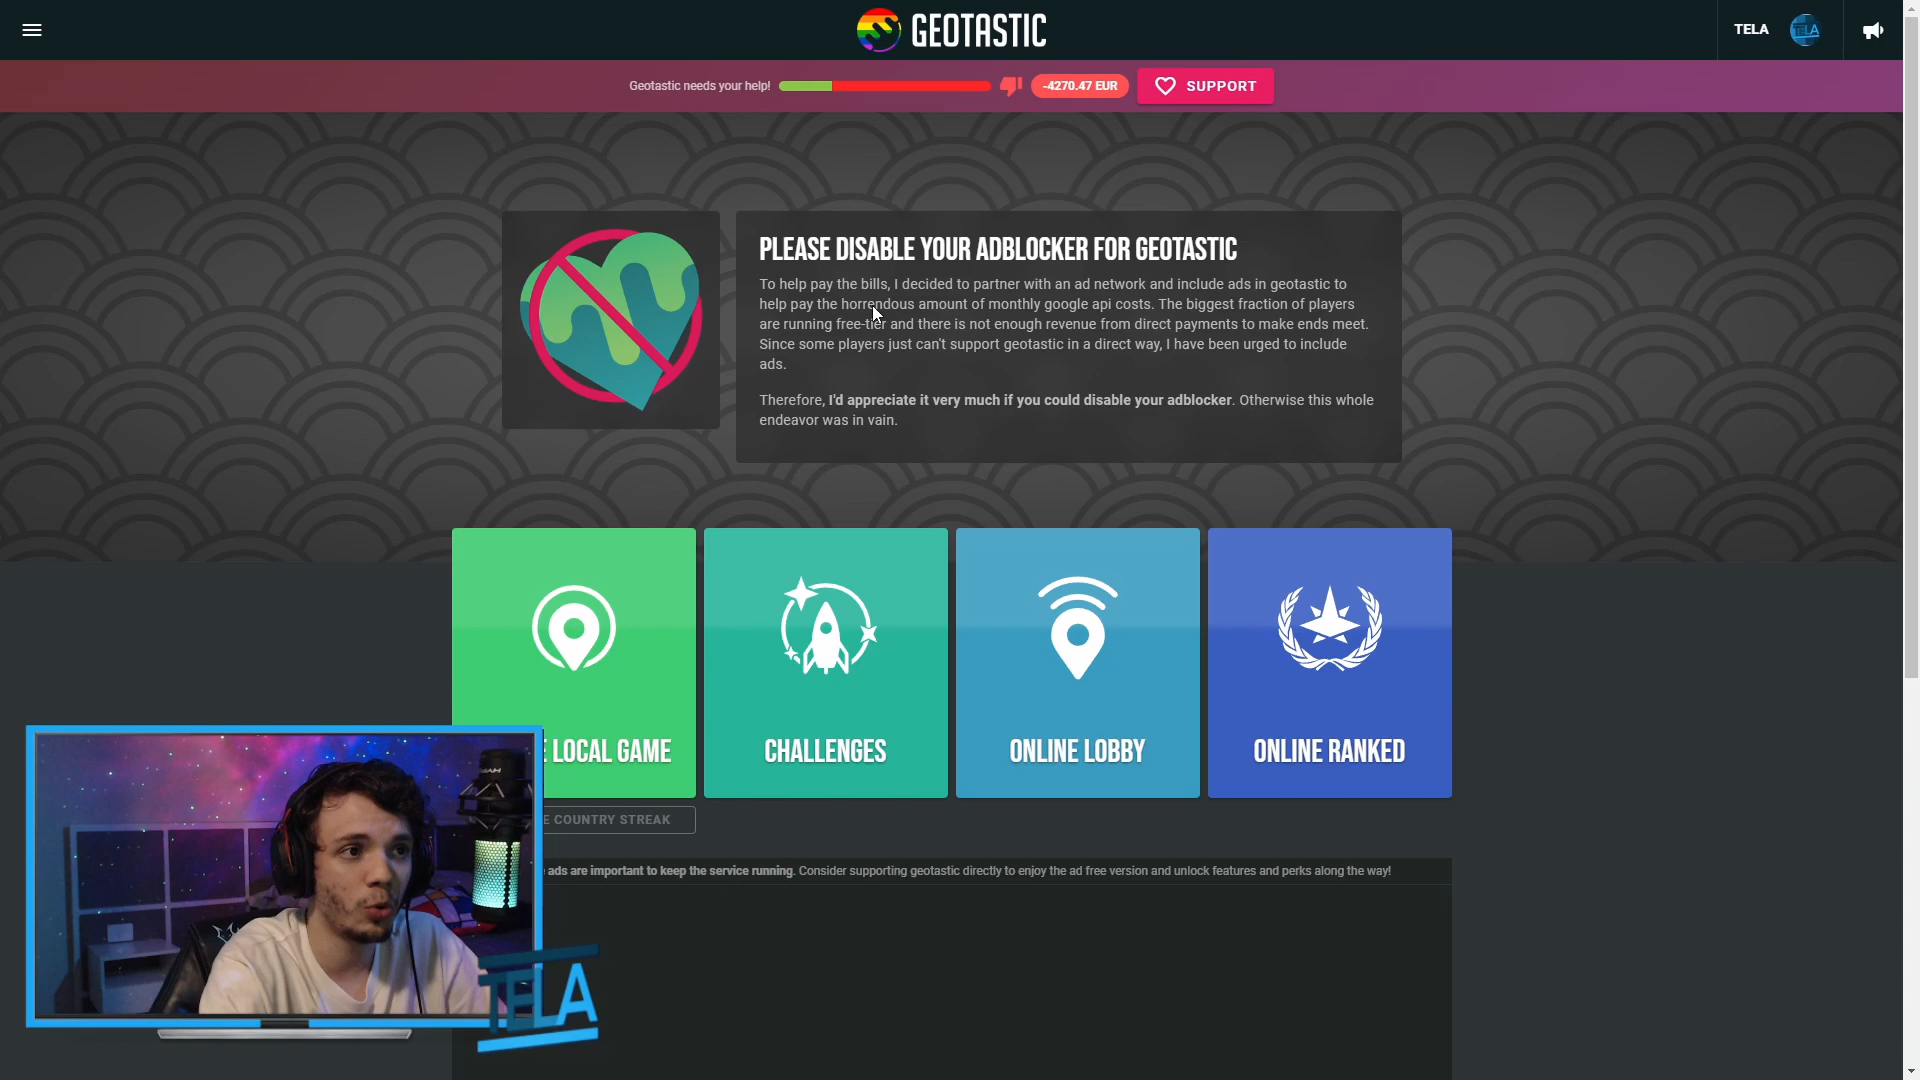 GEOTASTIC
TELA
TELA
Geotastic needs your help!
-4270.47 EUR
SUPPORT
PLEASE DISABLE YOUR ADBLOCKER FOR GEOTASTIC
To help pay the bills, I decided to partner with an ad network and include ads in geotastic to
help pay the horrendous amount of monthly google api costs. The biggest fraction of players
are running free-tier and there is not enough revenue from direct payments to make ends meet.
Since some players just can't support geotastic in a direct way, I have been urged to include
ads.
Therefore, I'd appreciate it very much if you could disable your adblocker. Otherwise this whole
endeavor was in vain.
LOCAL GAME
CHALLENGES
ONLINE LOBBY
ONLINE RANKED
COUNTRY STREAK
ads are important to keep the service running. Consider supporting geotastic directly to enjoy the ad free version and unlock features and perks along the way!
TELA